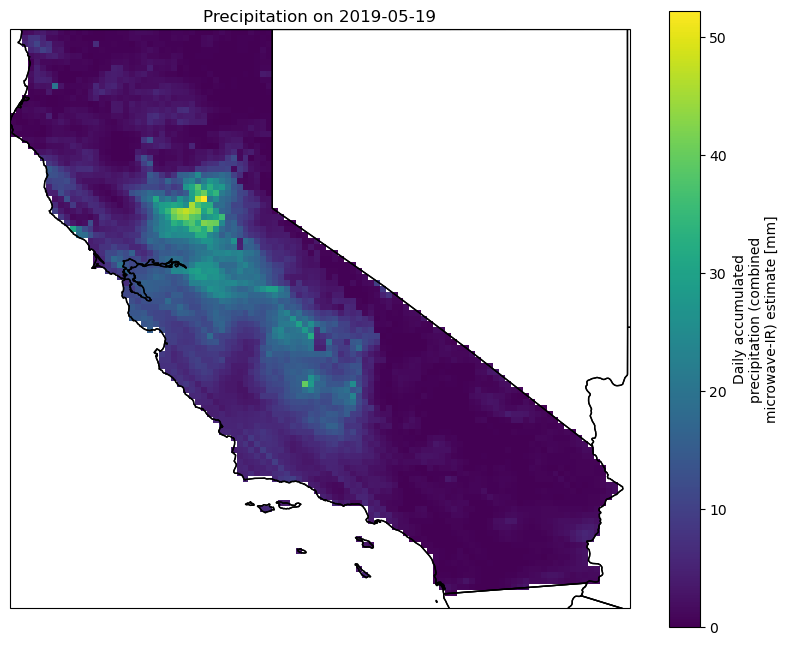 Precipitation on 2019-05-19
50
40
30
20
10
0
Daily accumulated
precipitation (combined
microwave-IR) estimate [mm]